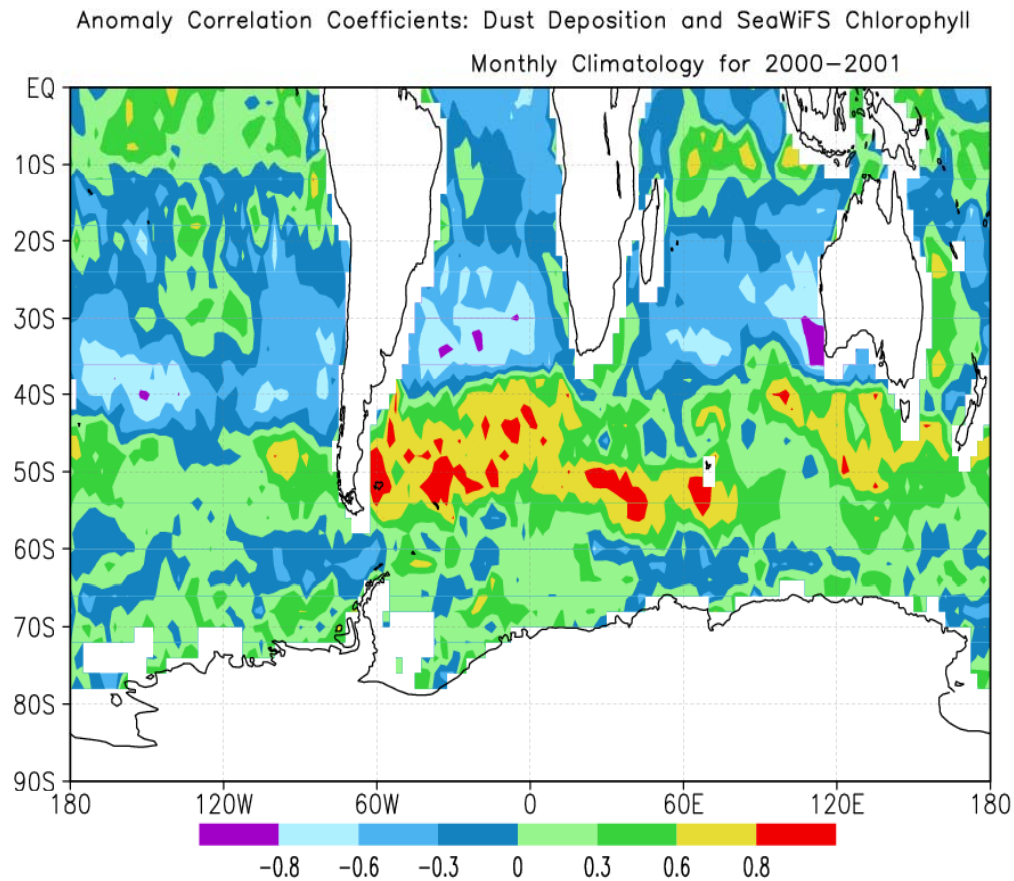 Anomaly Correlation Coefficients: Dust Deposition and SeaWiFS Chlorophyll
Monthly Climatology for 2000−2001
EQ
10S
20S
30S
40S
50S
60S
70S
80S
90S
180 120W 60W 0 60E 120E 180
−0.8 −0.6 −0.3 0 0.3 0.6 0.8